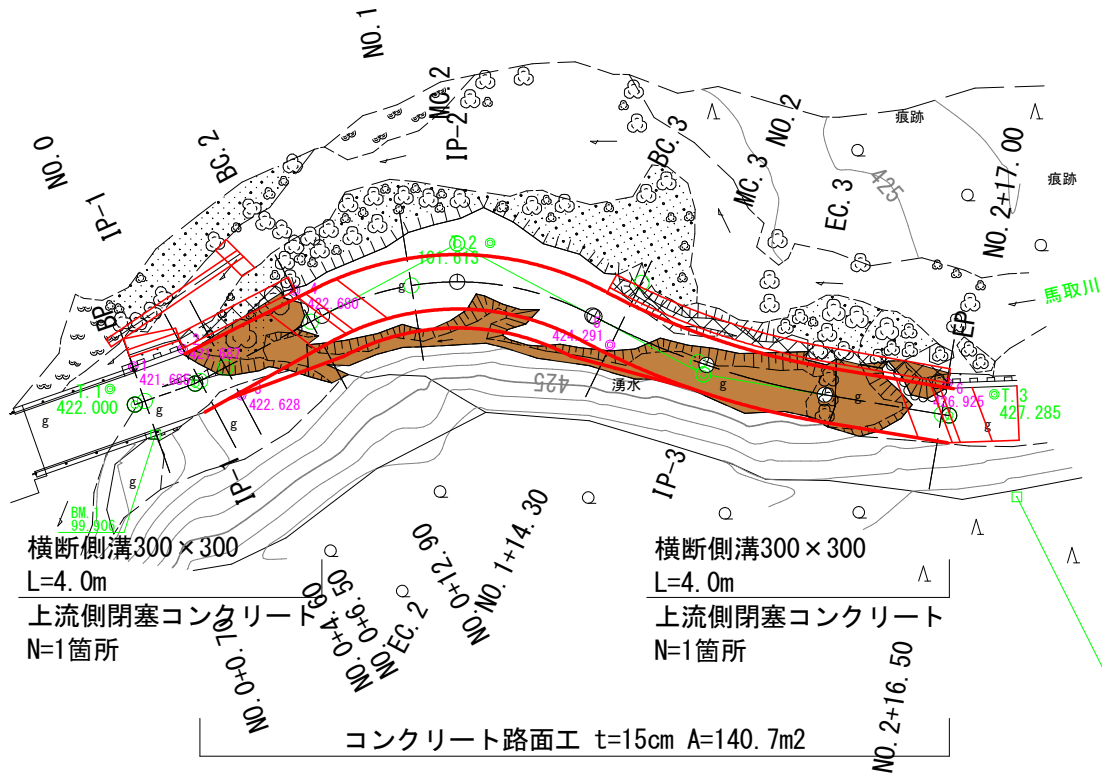 NO.1
NO.0
IP-1
BC.2
MC.2
IP-2
BC.3
NO.2
MC.3
EC.3
NO.2+17.00
痕跡
痕跡
425
馬取川
BP
EP
T.2
101.613
g
422.680
424.291
421.685
T.1
422.000
422.628
g
g
g
g
g
g
g
425
湧水
T.3
427.285
426.925
IP-1
IP-3
BM.1
99.906
横断側溝300×300
L=4.0m
上流側閉塞コンクリート
N=1箇所
横断側溝300×300
L=4.0m
上流側閉塞コンクリート
N=1箇所
NO.0+0.70
NO.0+4.60
NO.0+6.50
EC.2
NO.0+12.90
NO.1+14.30
NO.2+16.50
コンクリート路面工 t=15cm A=140.7m2